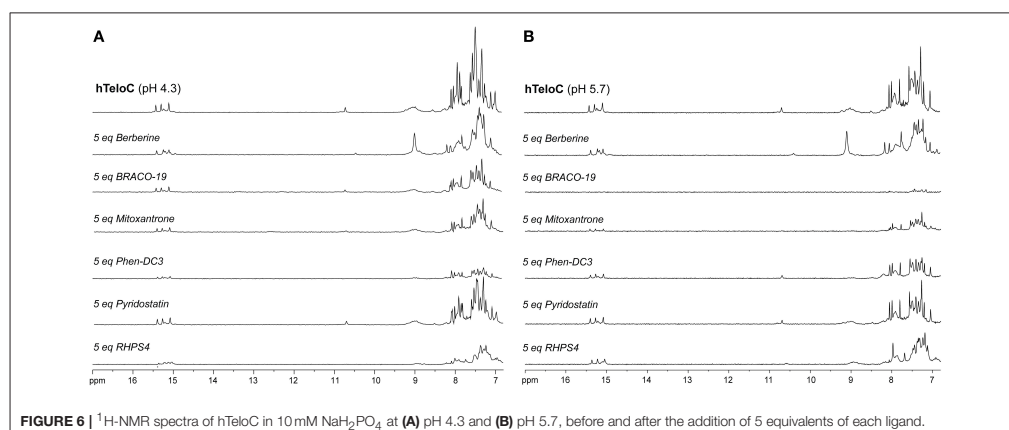 A
hTeloC (pH 4.3)
5 eq Berberine
5 eq BRACO-19
5 eq Mitoxantrone
5 eq Phen-DC3
5 eq Pyridostatin
5 eq RHPS4
ppm 16 15 14 13 12 11 10 9 8 7
B
hTeloC (pH 5.7)
5 eq Berberine
5 eq BRACO-19
5 eq Mitoxantrone
5 eq Phen-DC3
5 eq Pyridostatin
5 eq RHPS4
ppm 16 15 14 13 12 11 10 9 8 7
FIGURE 6 | ¹H-NMR spectra of hTeloC in 10 mM NaH₂PO₄ at (A) pH 4.3 and (B) pH 5.7, before and after the addition of 5 equivalents of each ligand.